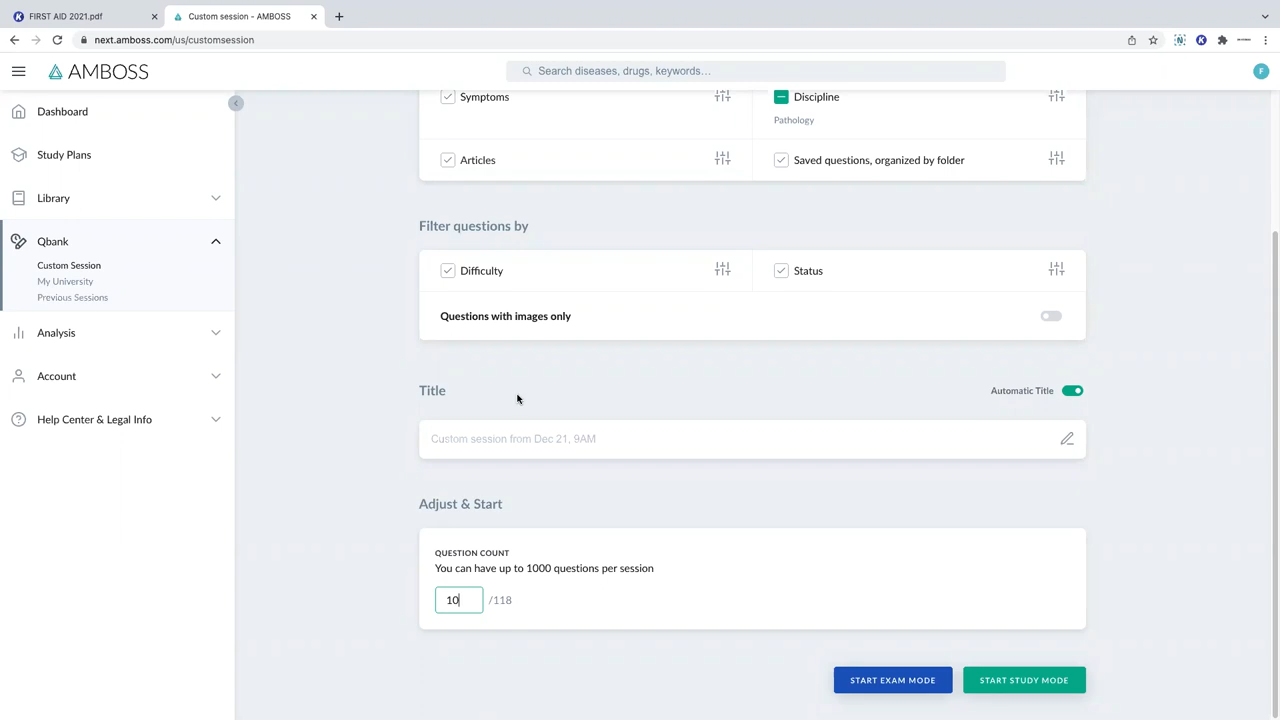 FIRST AID 2021.pdf
Custom session - AMBOSS
next.amboss.com/us/customsession
AMBOSS
Search diseases, drugs, keywords…
F
Dashboard
Study Plans
Library
Qbank
Custom Session
My University
Previous Sessions
Analysis
Account
Help Center & Legal Info
Symptoms
Discipline
Pathology
Articles
Saved questions, organized by folder
Filter questions by
Difficulty
Status
Questions with images only
Title
Automatic Title
Custom session from Dec 21, 9AM
Adjust & Start
QUESTION COUNT
You can have up to 1000 questions per session
10 /118
START EXAM MODE
START STUDY MODE